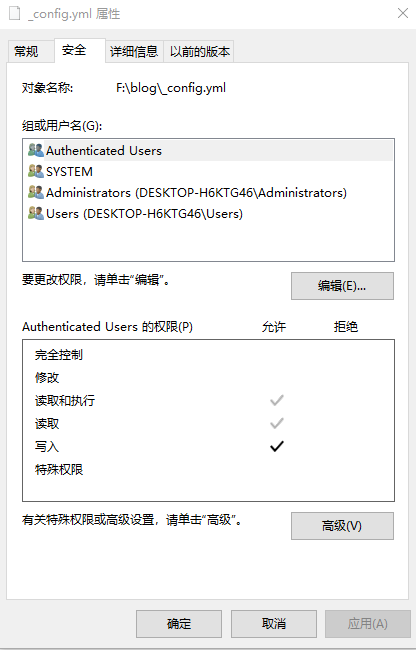 _config.yml 属性
常规 安全 详细信息 以前的版本
对象名称: F:\blog\_config.yml
组或用户名(G):
Authenticated Users
SYSTEM
Administrators (DESKTOP-H6KTG46\Administrators)
Users (DESKTOP-H6KTG46\Users)
要更改权限，请单击“编辑”。 编辑(E)...
Authenticated Users 的权限(P) 允许 拒绝
完全控制
修改
读取和执行
读取
写入
特殊权限
有关特殊权限或高级设置，请单击“高级”。 高级(V)
确定 取消 应用(A)